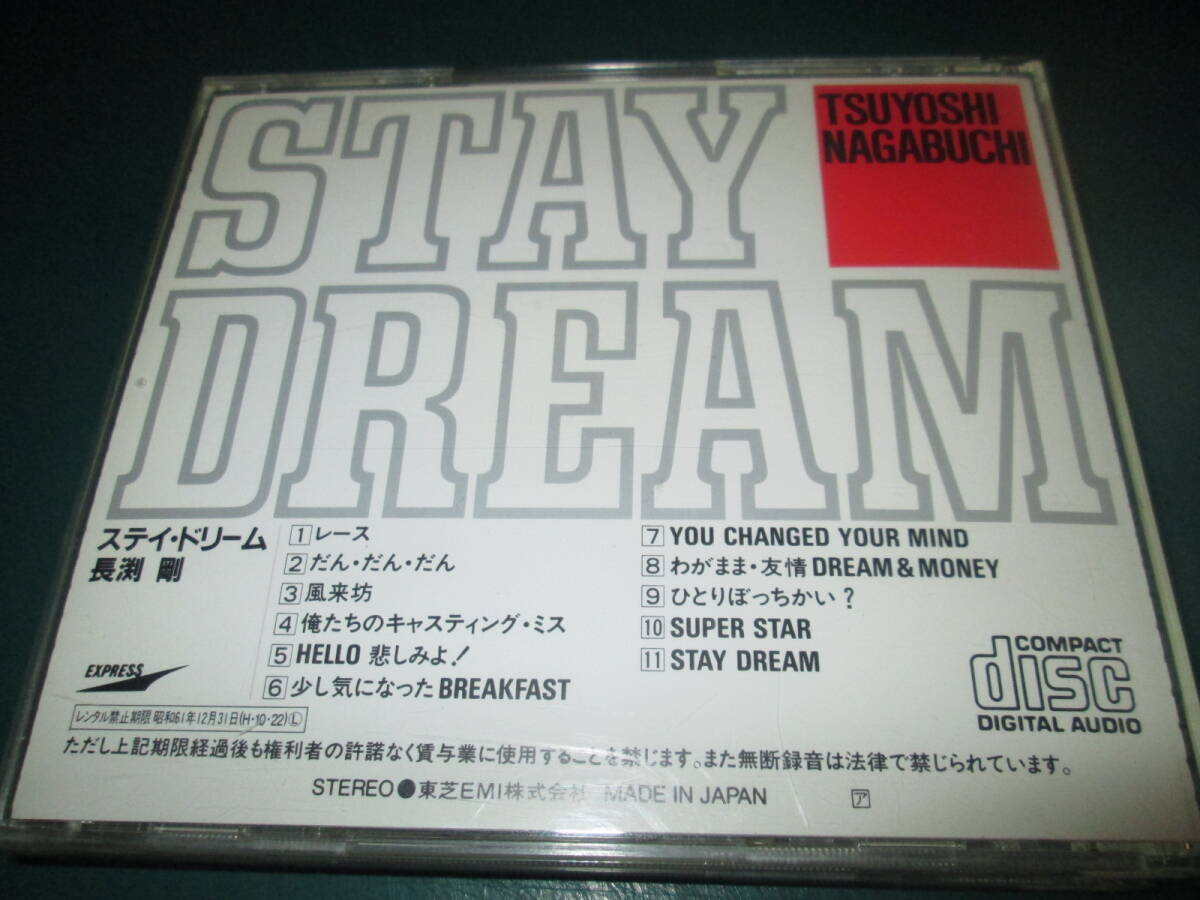 STAY
DREAM
TSUYOSHI
NAGABUCHI
ステイ・ドリーム
長渕 剛
EXPRESS
1 レース
2 だん・だん・だん
3 風来坊
4 俺たちのキャスティング・ミス
5 HELLO 悲しみよ!
6 少し気になった BREAKFAST
7 YOU CHANGED YOUR MIND
8 わがまま・友情 DREAM & MONEY
9 ひとりぼっちかい?
10 SUPER STAR
11 STAY DREAM
COMPACT
disc
DIGITAL AUDIO
レンタル禁止期限 昭和61年12月31日(H・10・22)Ⓛ
ただし上記期限経過後も権利者の許諾なく賃与業に使用することを禁じます。また無断録音は法律で禁じられています。
STEREO●東芝EMI株式会社 MADE IN JAPAN ア